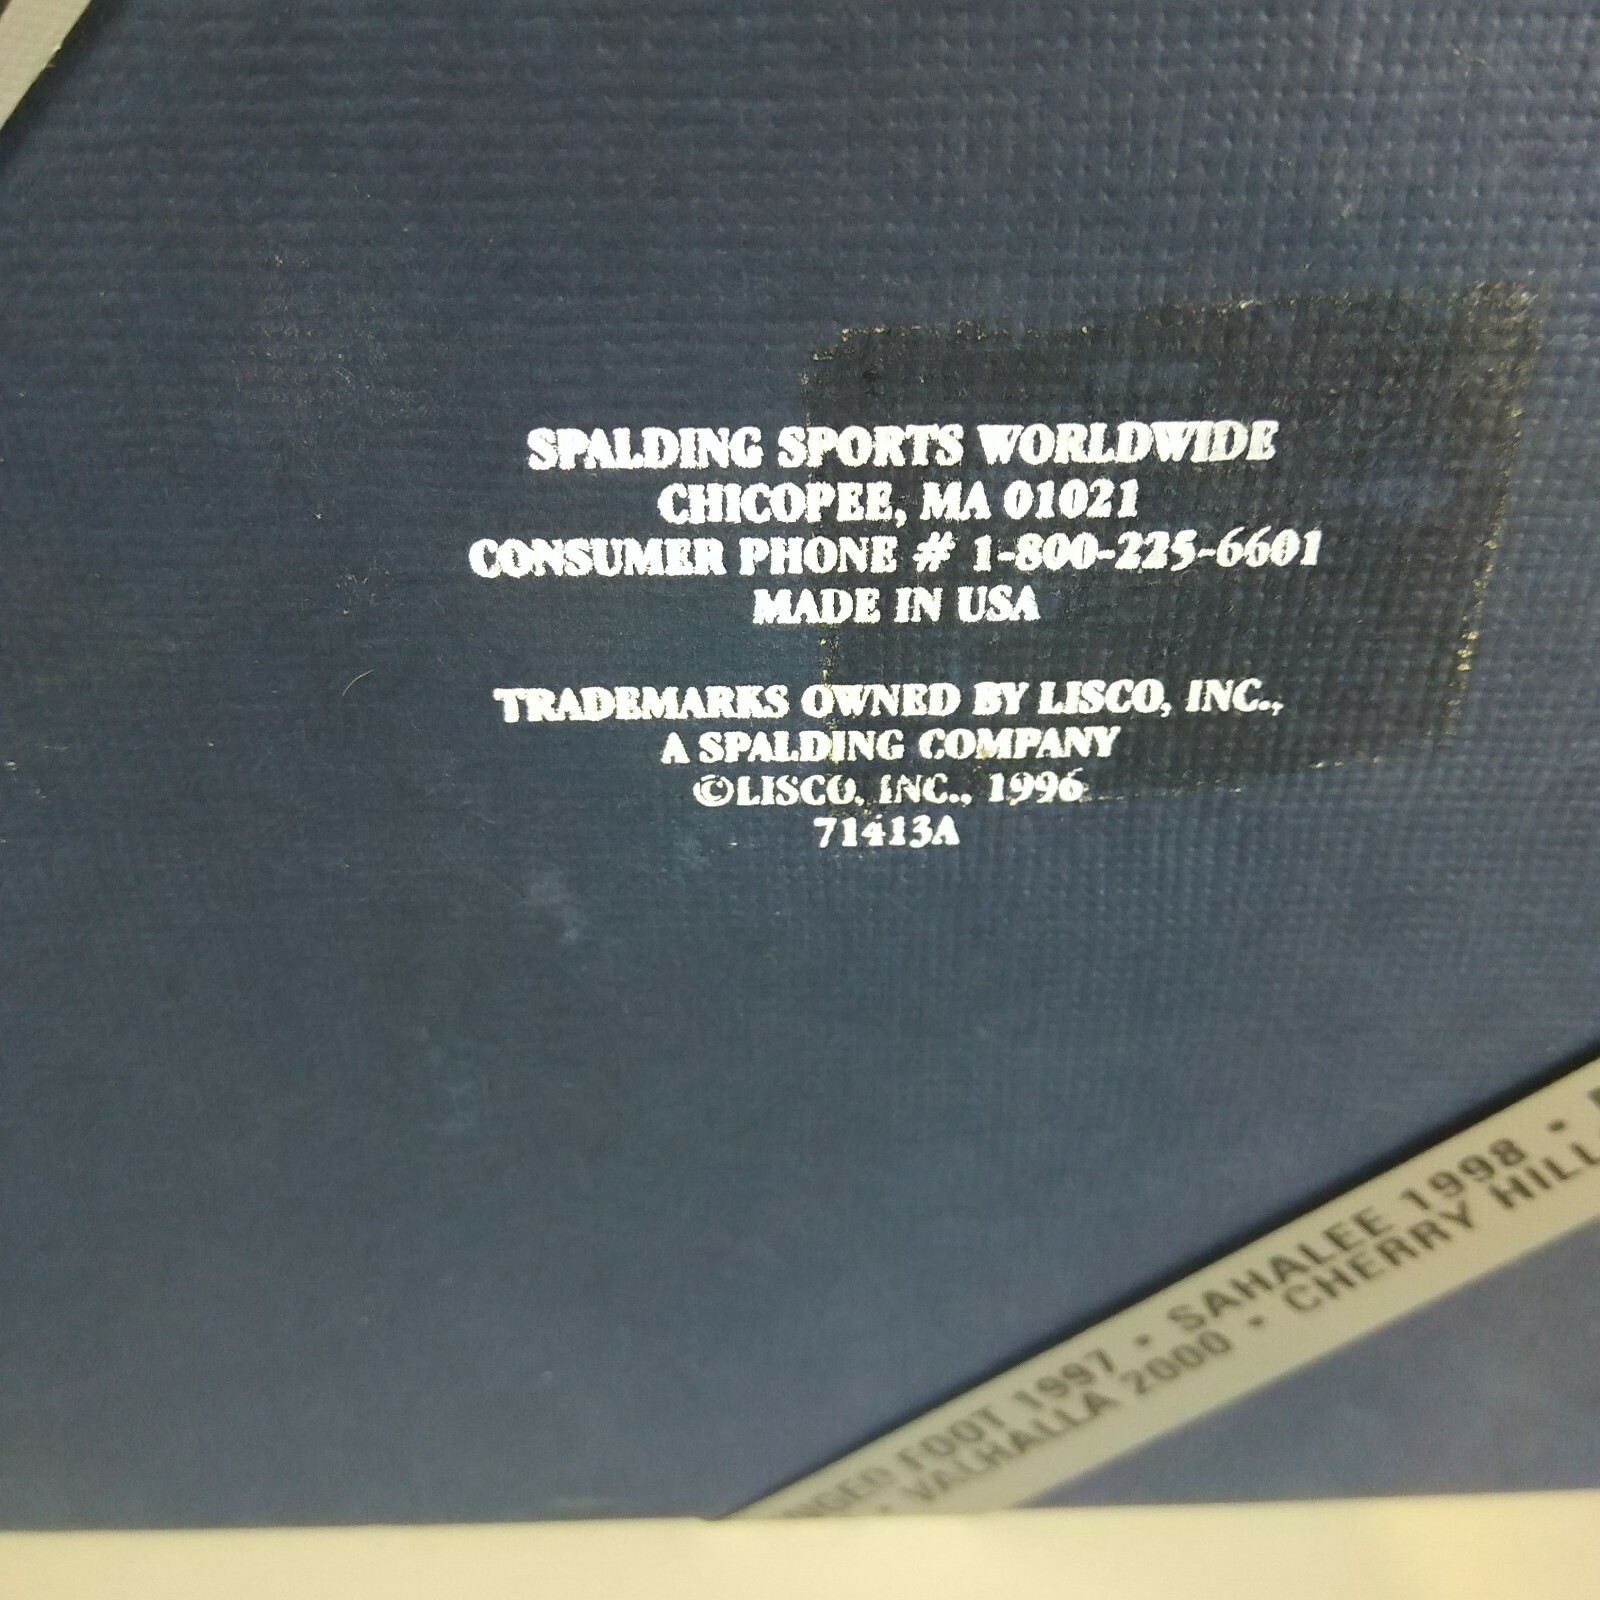 SPALDING SPORTS WORLDWIDE
CHICOPEE, MA 01021
CONSUMER PHONE # 1-800-225-6601
MADE IN USA
TRADEMARKS OWNED BY LISCO, INC.,
A SPALDING COMPANY
©LISCO, INC., 1996
71413A
FOOT 1997 • SAHALEE 1998 •
• VALHALLA 2000 • CHERRY HILL